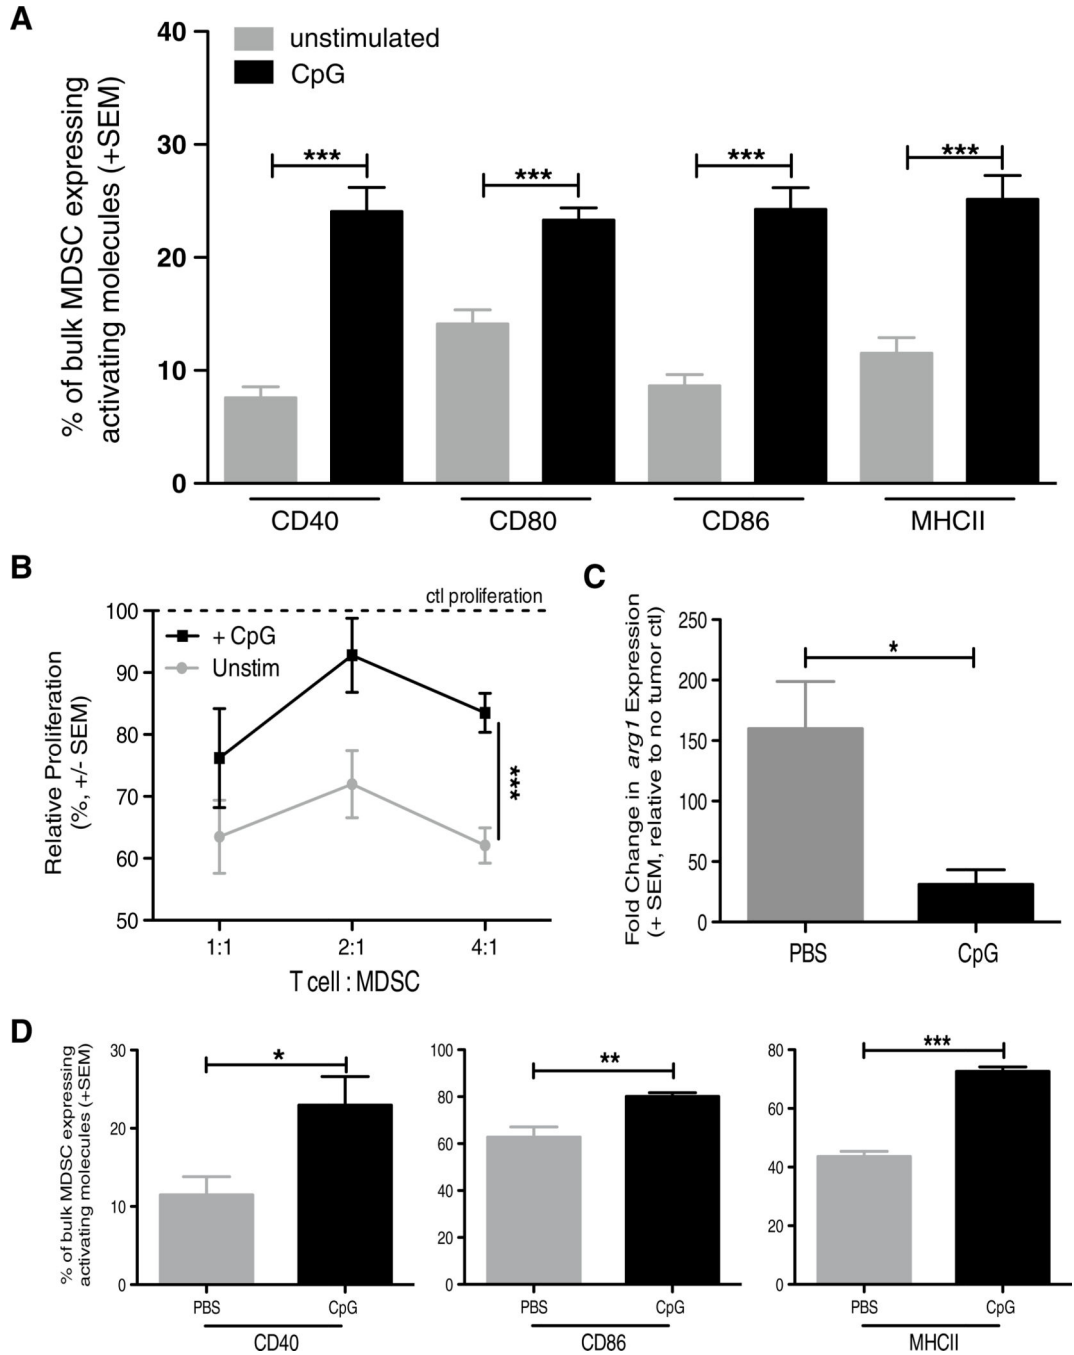 A
% of bulk MDSC expressing
activating molecules (+SEM)
40
30
20
10
0
unstimulated
CpG
***
***
***
***
CD40
CD80
CD86
MHCII
B
Relative Proliferation
(%, +/- SEM)
100
90
80
70
60
50
ctl proliferation
+ CpG
Unstim
***
1:1
2:1
4:1
T cell : MDSC
C
Fold Change in arg1 Expression
(+ SEM, relative to no tumor ctl)
250
200
150
100
50
0
*
PBS
CpG
D
% of bulk MDSC expressing
activating molecules (+SEM)
30
20
10
0
*
PBS
CpG
CD40
100
80
60
40
20
0
**
PBS
CpG
CD86
80
60
40
20
0
***
PBS
CpG
MHCII